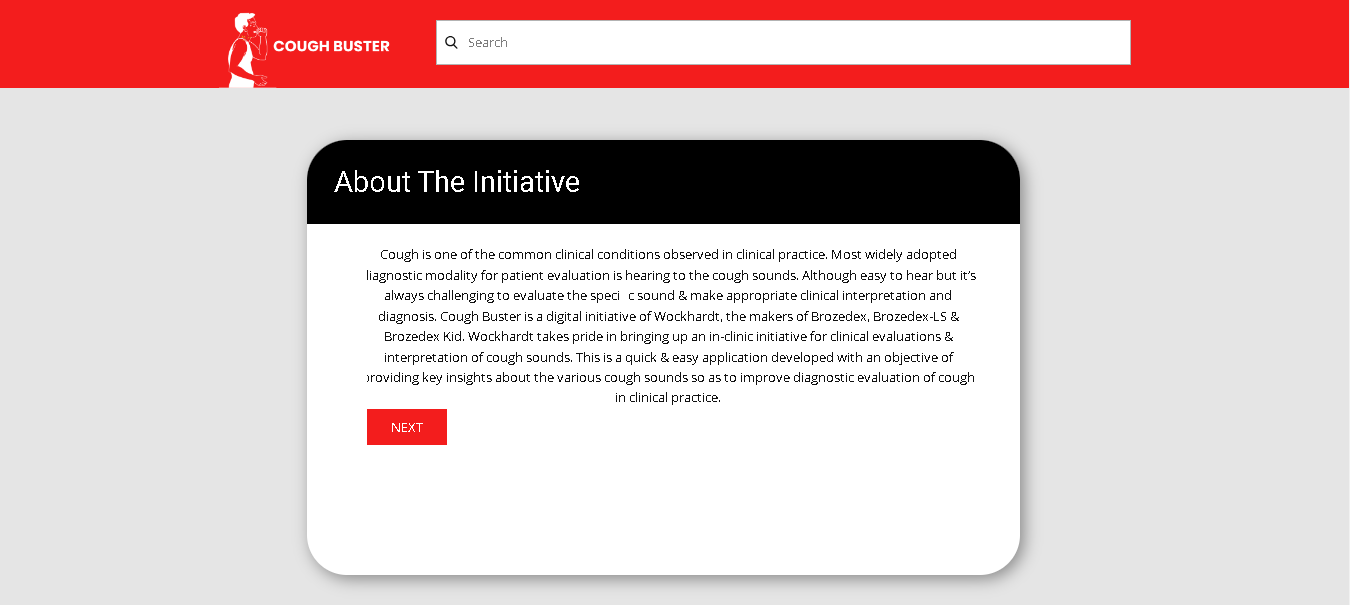 COUGH BUSTER
Search
About The Initiative
Cough is one of the common clinical conditions observed in clinical practice. Most widely adopted
iagnostic modality for patient evaluation is hearing to the cough sounds. Although easy to hear but it’s
always challenging to evaluate the speci c sound & make appropriate clinical interpretation and
diagnosis. Cough Buster is a digital initiative of Wockhardt, the makers of Brozedex, Brozedex-LS &
Brozedex Kid. Wockhardt takes pride in bringing up an in-clinic initiative for clinical evaluations &
interpretation of cough sounds. This is a quick & easy application developed with an objective of
providing key insights about the various cough sounds so as to improve diagnostic evaluation of cough
in clinical practice.
NEXT